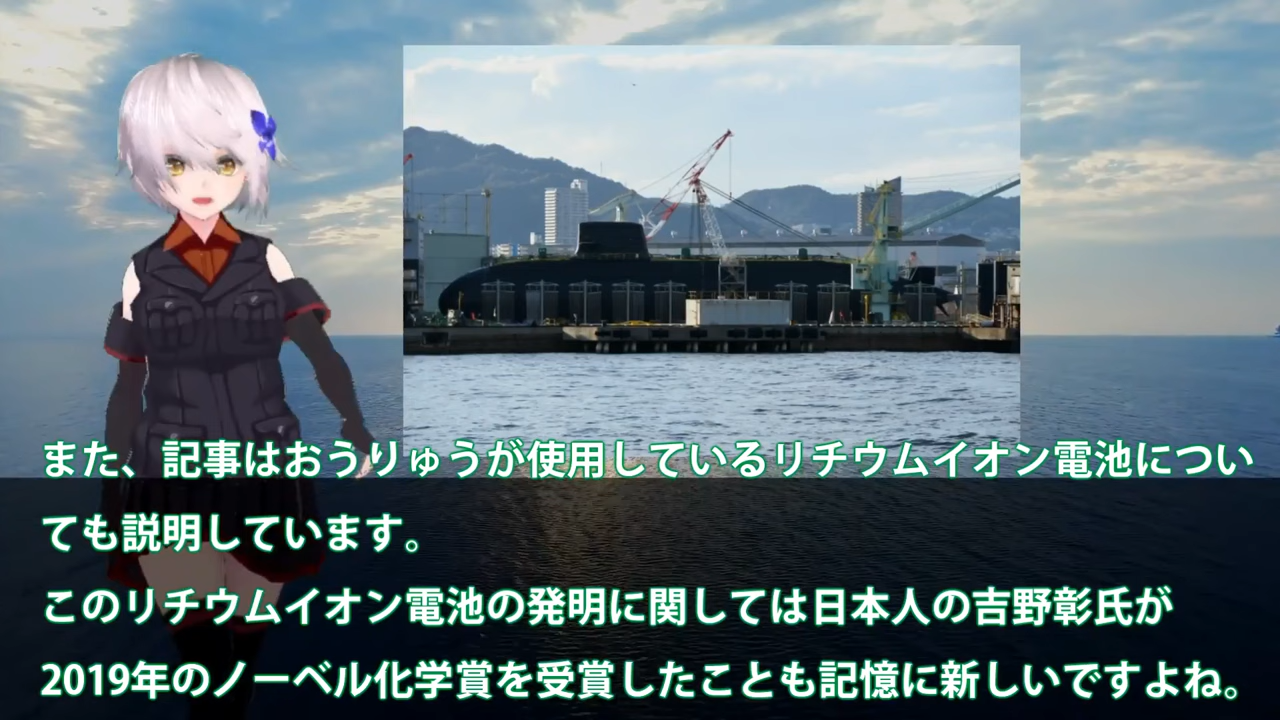 また、記事はおうりゅうが使用しているリチウムイオン電池につい
ても説明しています。
このリチウムイオン電池の発明に関しては日本人の吉野彰氏が
2019年のノーベル化学賞を受賞したことも記憶に新しいですよね。